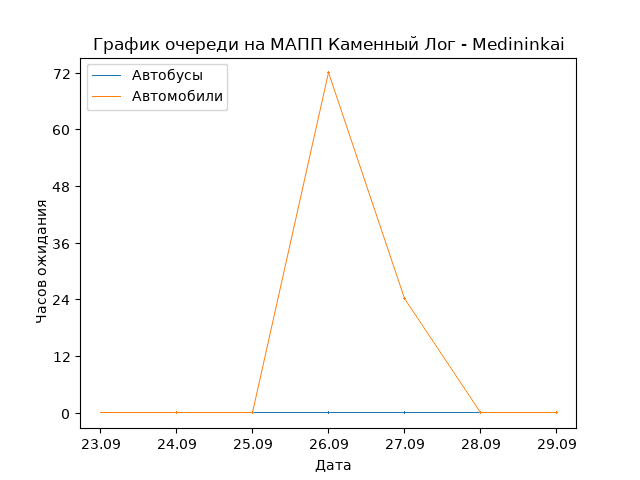 График очереди на МАПП Каменный Лог - Medininkai
Автобусы
Автомобили
Часов ожидания
72
60
48
36
24
12
0
23.09 24.09 25.09 26.09 27.09 28.09 29.09
Дата